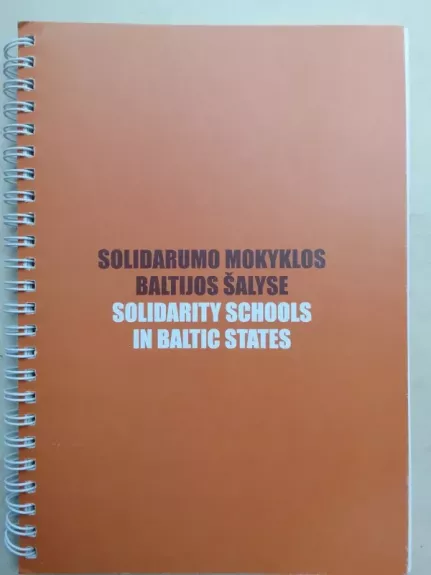 SOLIDARUMO MOKYKLOS
BALTIJOS ŠALYSE
SOLIDARITY SCHOOLS
IN BALTIC STATES